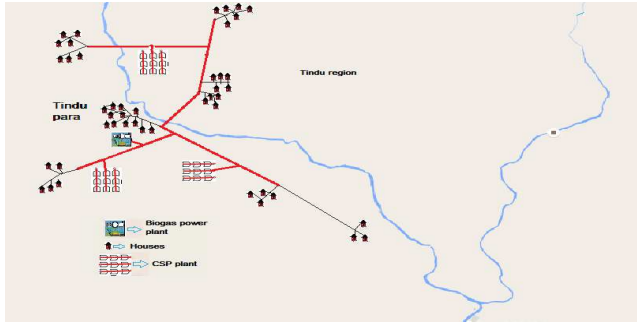 Tindu region
Tindu
para
Biogas power
plant
Houses
CSP plant